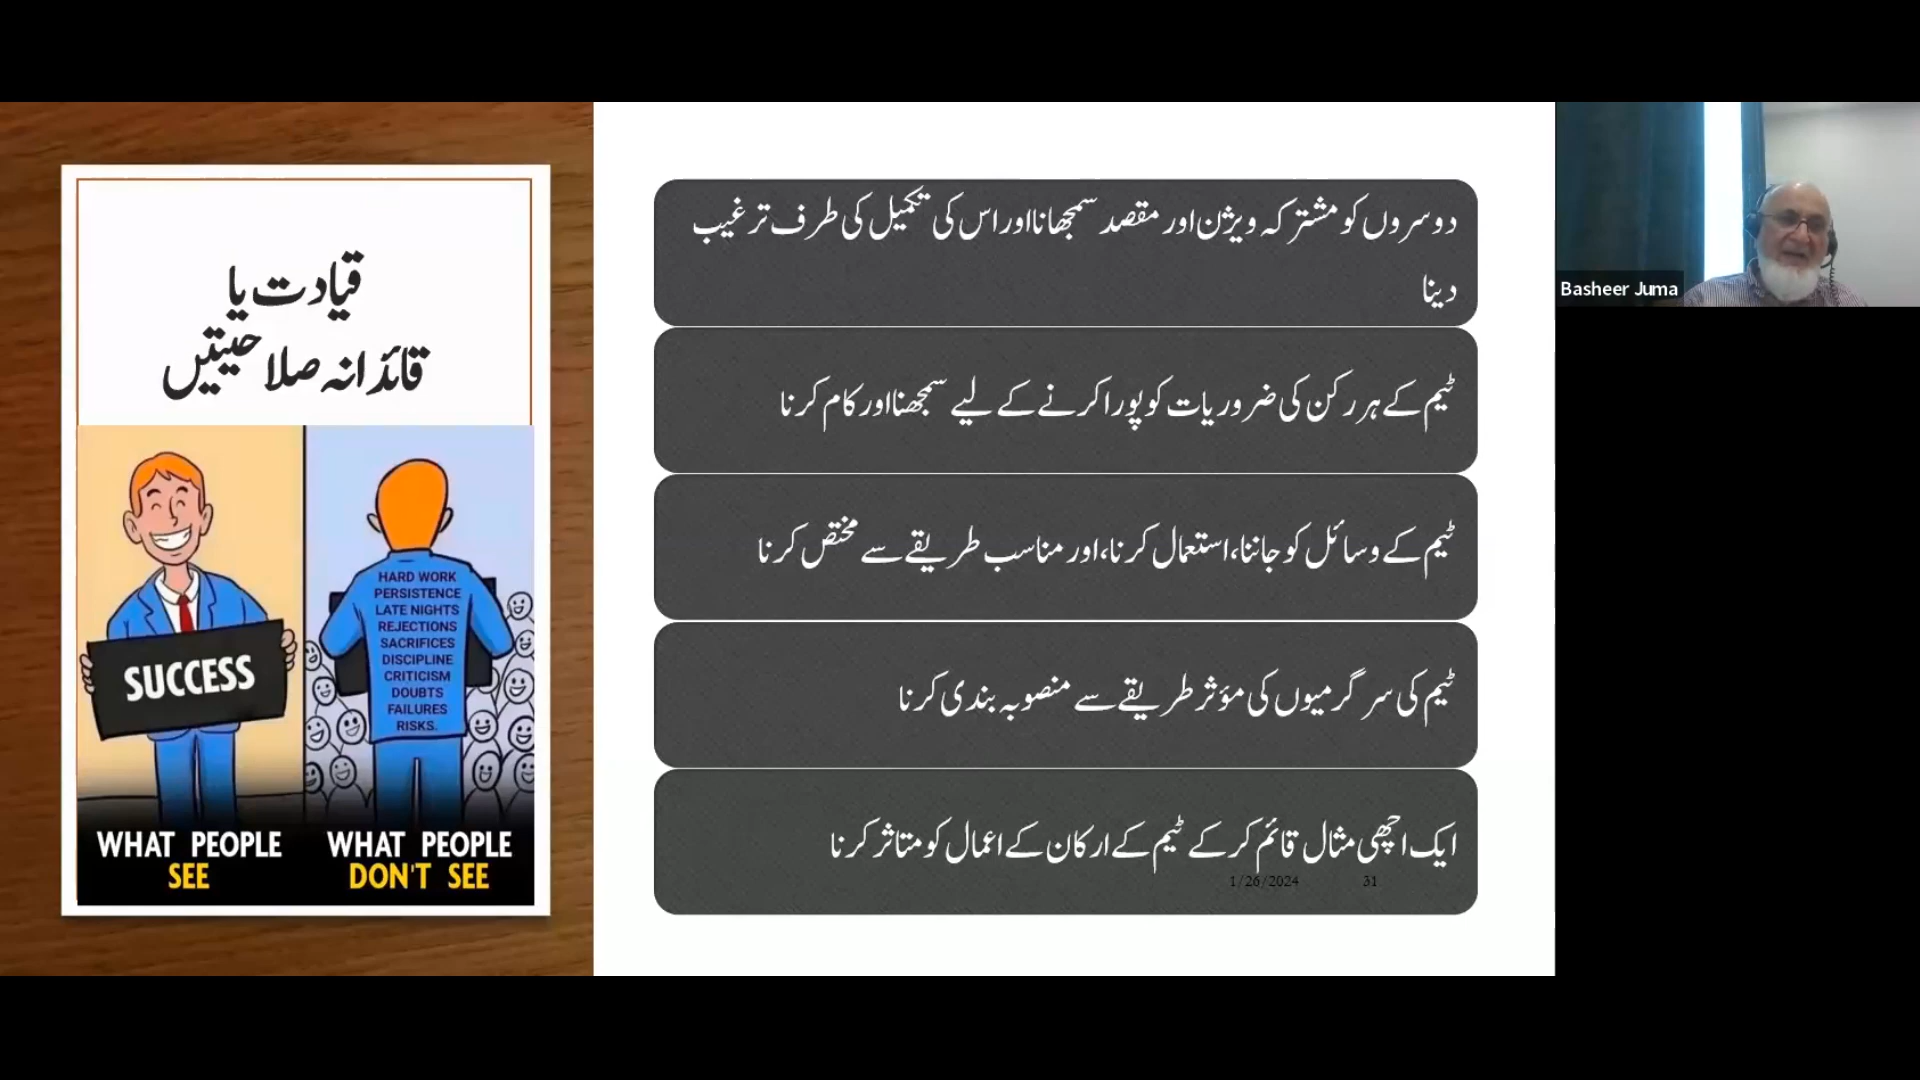 قیادت یا
قائدانہ صلاحیتیں
SUCCESS
HARD WORK
PERSISTENCE
LATE NIGHTS
REJECTIONS
SACRIFICES
DISCIPLINE
CRITICISM
DOUBTS
FAILURES
RISKS.
WHAT PEOPLE
SEE
WHAT PEOPLE
DON'T SEE
دوسروں کو مشترکہ ویژن اور مقصد سمجھانا اور اس کی تکمیل کی طرف ترغیب
دینا
ٹیم کے ہر رکن کی ضروریات کو پورا کرنے کے لیے سمجھنا اور کام کرنا
ٹیم کے وسائل کو جاننا، استعمال کرنا، اور مناسب طریقے سے مختص کرنا
ٹیم کی سرگرمیوں کی مؤثر طریقے سے منصوبہ بندی کرنا
ایک اچھی مثال قائم کر کے ٹیم کے ارکان کے اعمال کو متاثر کرنا
1/26/2024 31
Basheer Juma